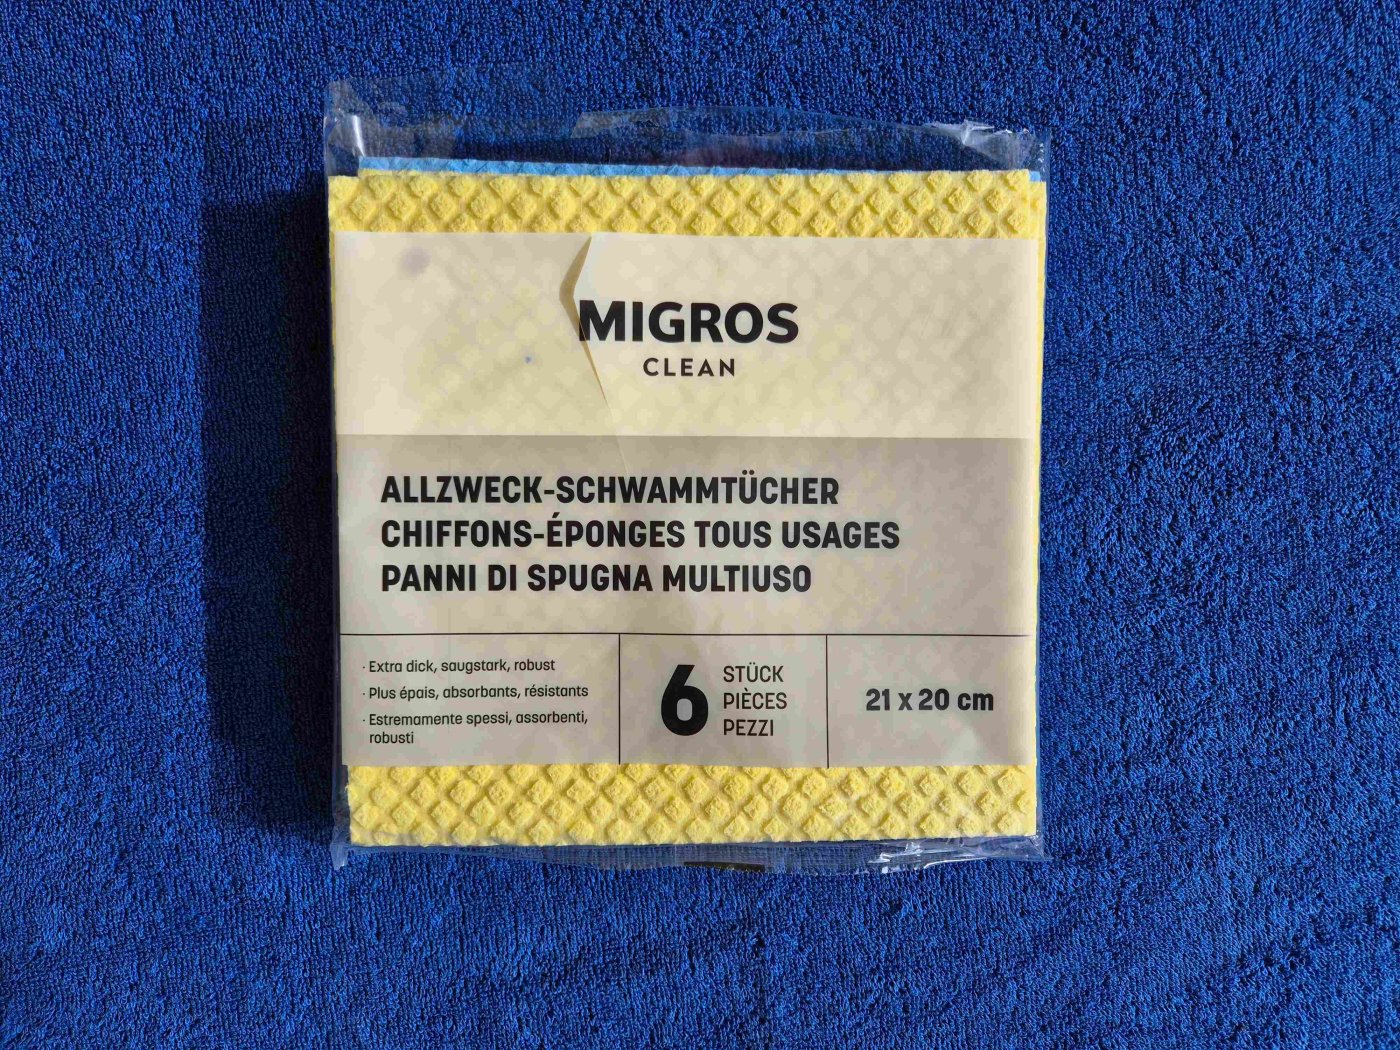 MIGROS
CLEAN
ALLZWECK-SCHWAMMTÜCHER
CHIFFONS-ÉPONGES TOUS USAGES
PANNI DI SPUGNA MULTIUSO
· Extra dick, saugstark, robust
· Plus épais, absorbants, résistants
· Estremamente spessi, assorbenti,
robusti
6
STÜCK
PIÈCES
PEZZI
21 x 20 cm